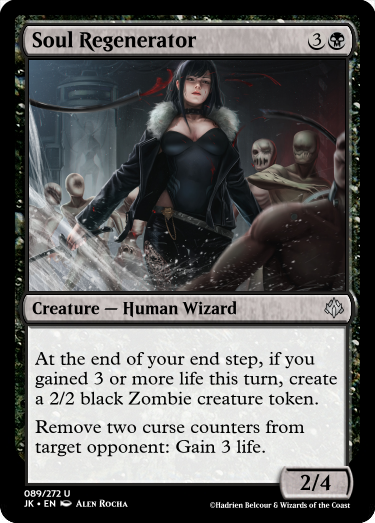 Soul Regenerator 3
Creature — Human Wizard
At the end of your end step, if you
gained 3 or more life this turn, create
a 2/2 black Zombie creature token.
Remove two curse counters from
target opponent: Gain 3 life.
2/4
089/272 U
JK • EN Alen Rocha
©Hadrien Belcour & Wizards of the Coast